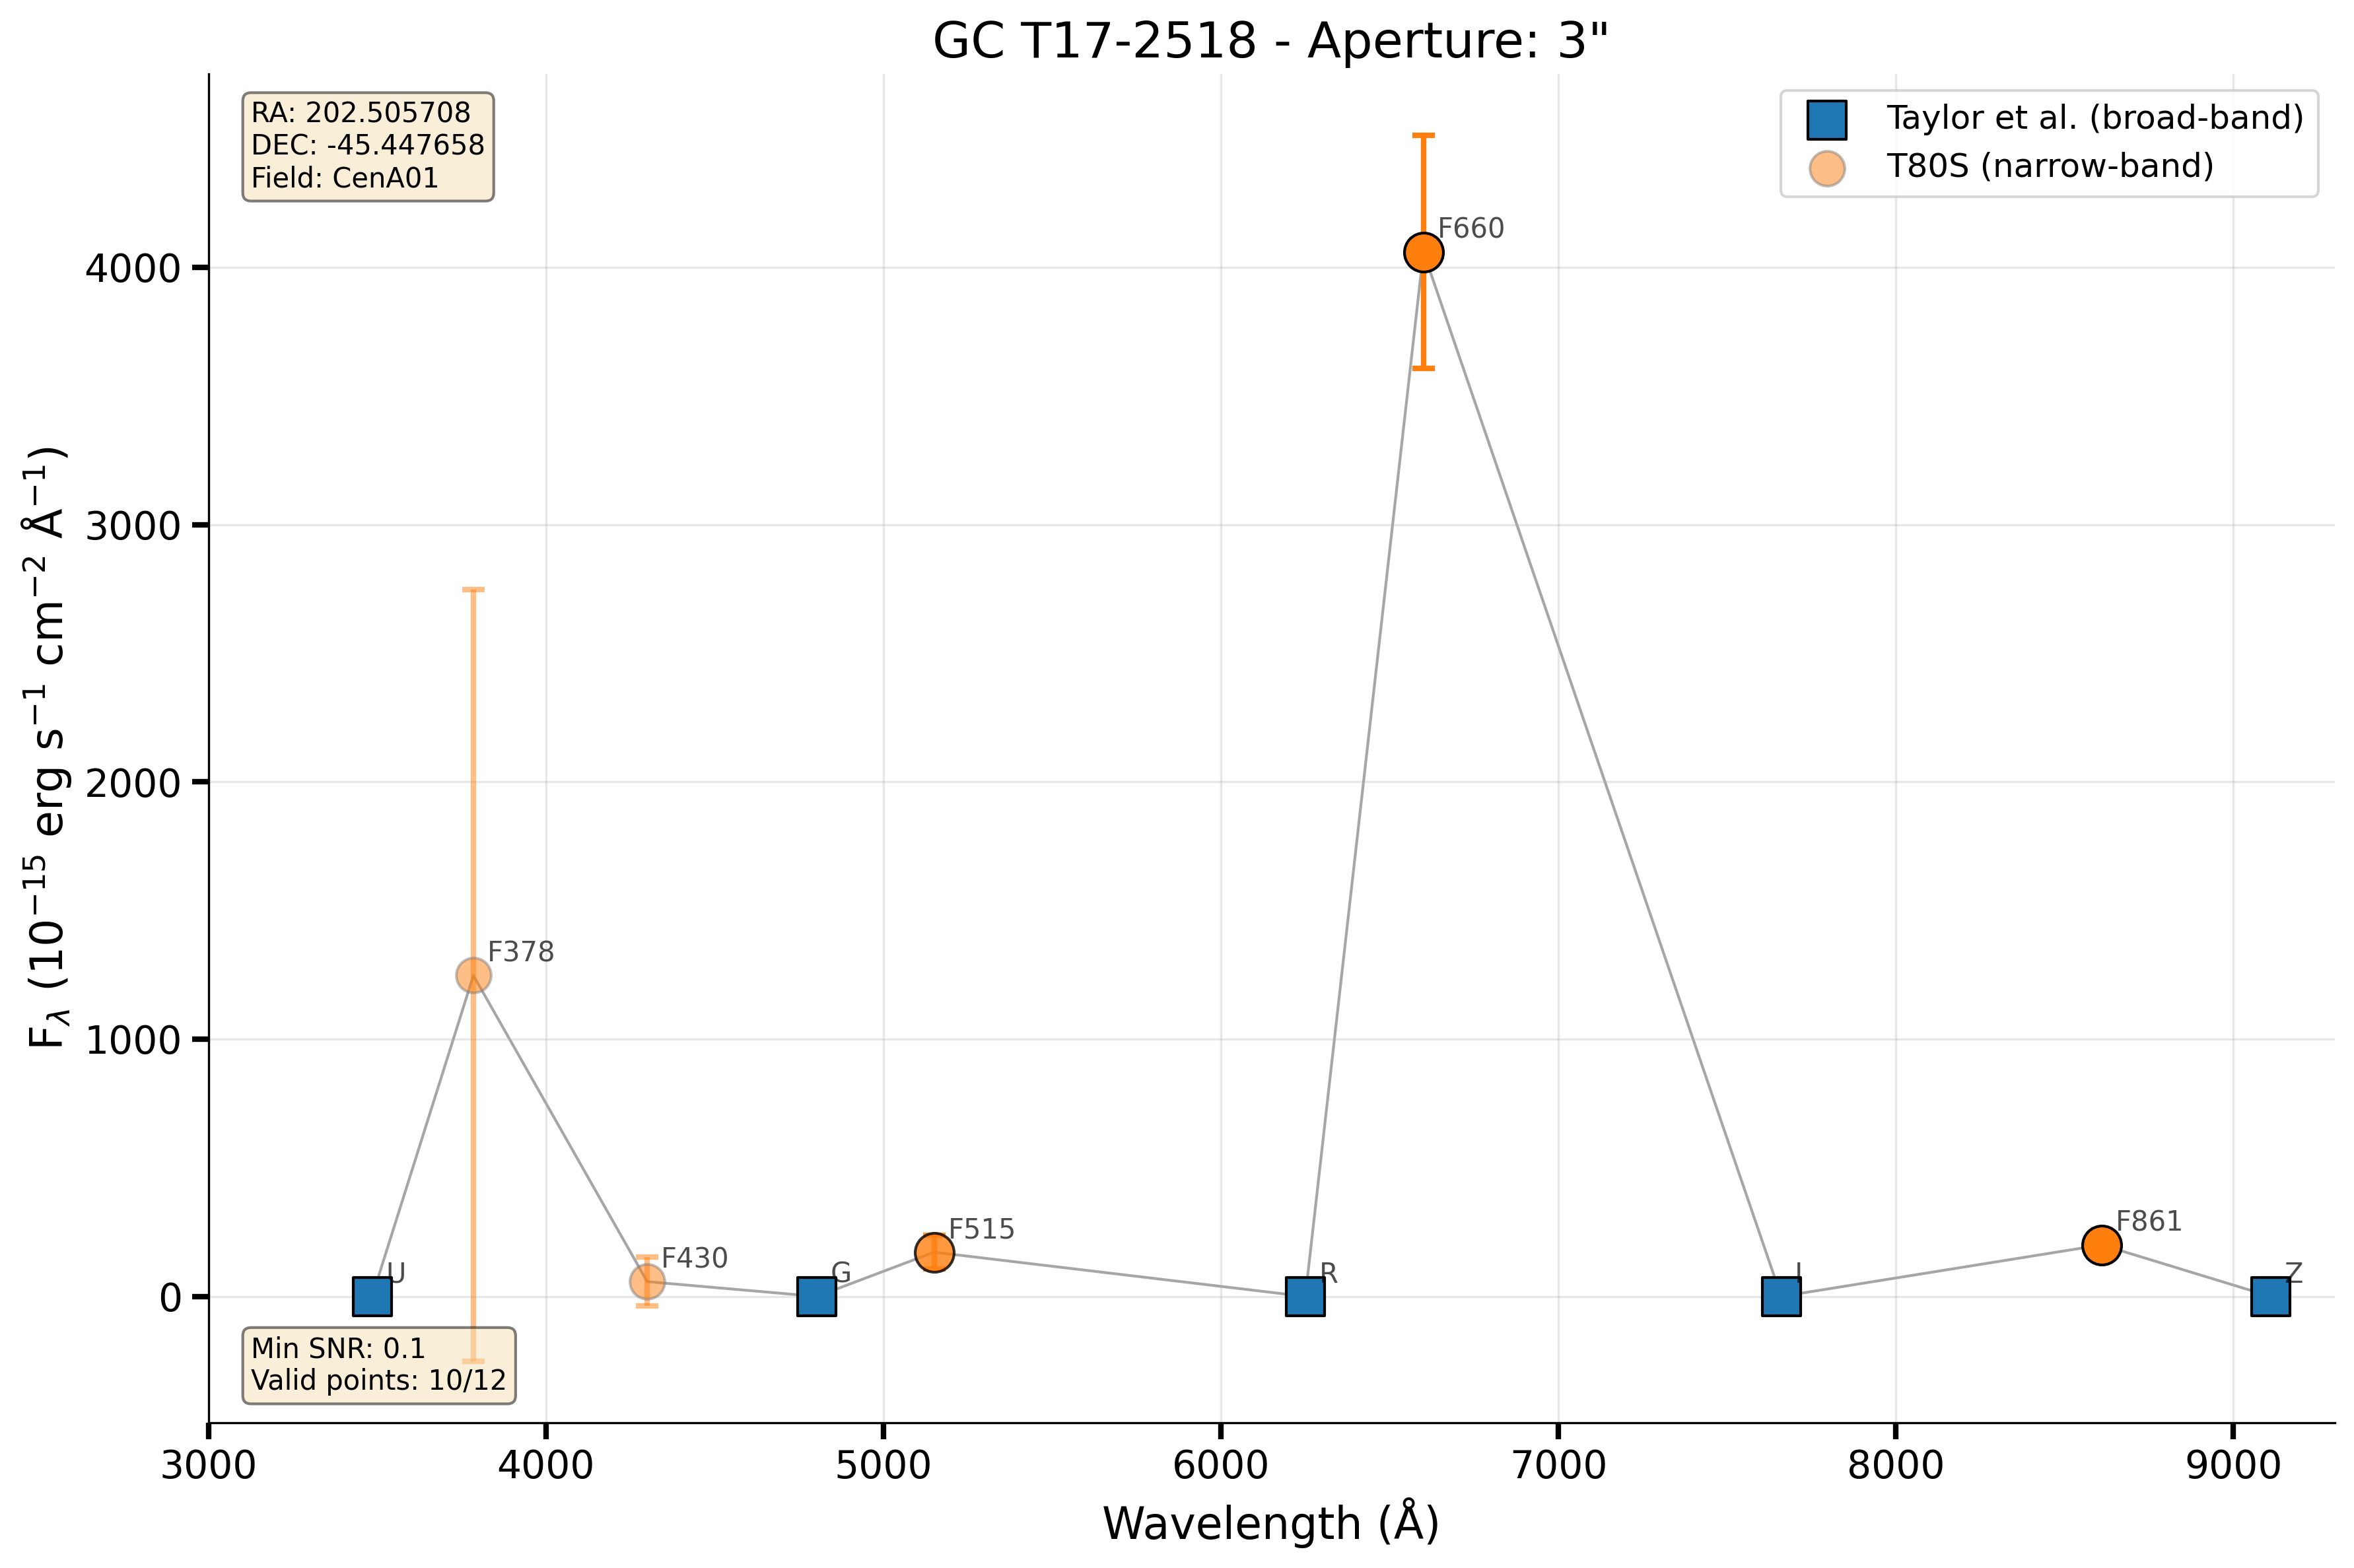 GC T17-2518 - Aperture: 3"
RA: 202.505708
DEC: -45.447658
Field: CenA01
Taylor et al. (broad-band)
T80S (narrow-band)
F660
F378
F430
F515
F861
U
G
R
I
Z
Min SNR: 0.1
Valid points: 10/12
4000
3000
2000
1000
0
F_λ (10⁻¹⁵ erg s⁻¹ cm⁻² Å⁻¹)
3000 4000 5000 6000 7000 8000 9000
Wavelength (Å)